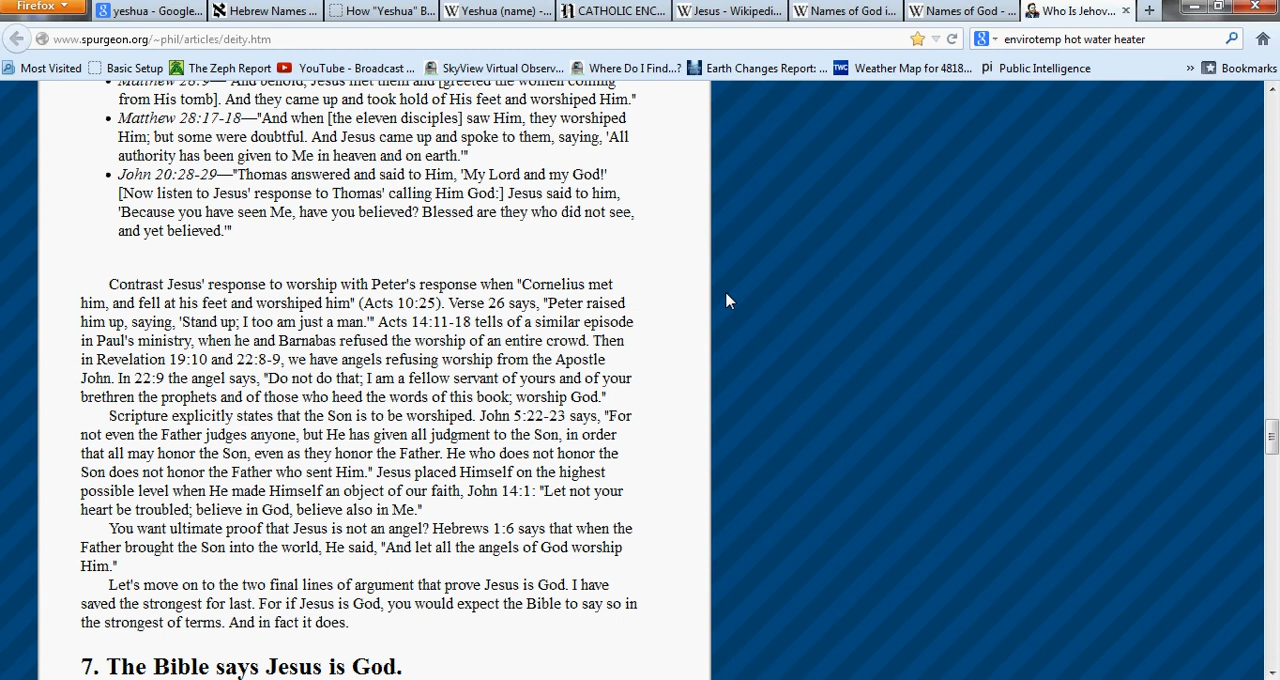 Firefox
yeshua - Google...
Hebrew Names ...
How "Yeshua" B...
Yeshua (name) -...
CATHOLIC ENC...
Jesus - Wikipedi...
Names of God i...
Names of God - ...
Who Is Jehov...
www.spurgeon.org/~phil/articles/deity.htm
envirotemp hot water heater
Most Visited
Basic Setup
The Zeph Report
YouTube - Broadcast ...
SkyView Virtual Observ...
Where Do I Find...?
Earth Changes Report: ...
Weather Map for 4818...
Public Intelligence
Bookmarks
Matthew 28:9—"And behold, Jesus met them and [greeted the women coming
from His tomb]. And they came up and took hold of His feet and worshiped Him."
Matthew 28:17-18—"And when [the eleven disciples] saw Him, they worshiped
Him; but some were doubtful. And Jesus came up and spoke to them, saying, 'All
authority has been given to Me in heaven and on earth.'"
John 20:28-29—"Thomas answered and said to Him, 'My Lord and my God!'
[Now listen to Jesus' response to Thomas' calling Him God:] Jesus said to him,
'Because you have seen Me, have you believed? Blessed are they who did not see,
and yet believed.'"
Contrast Jesus' response to worship with Peter's response when "Cornelius met
him, and fell at his feet and worshiped him" (Acts 10:25). Verse 26 says, "Peter raised
him up, saying, 'Stand up; I too am just a man.'" Acts 14:11-18 tells of a similar episode
in Paul's ministry, when he and Barnabas refused the worship of an entire crowd. Then
in Revelation 19:10 and 22:8-9, we have angels refusing worship from the Apostle
John. In 22:9 the angel says, "Do not do that; I am a fellow servant of yours and of your
brethren the prophets and of those who heed the words of this book; worship God."
Scripture explicitly states that the Son is to be worshiped. John 5:22-23 says, "For
not even the Father judges anyone, but He has given all judgment to the Son, in order
that all may honor the Son, even as they honor the Father. He who does not honor the
Son does not honor the Father who sent Him." Jesus placed Himself on the highest
possible level when He made Himself an object of our faith, John 14:1: "Let not your
heart be troubled; believe in God, believe also in Me."
You want ultimate proof that Jesus is not an angel? Hebrews 1:6 says that when the
Father brought the Son into the world, He said, "And let all the angels of God worship
Him."
Let's move on to the two final lines of argument that prove Jesus is God. I have
saved the strongest for last. For if Jesus is God, you would expect the Bible to say so in
the strongest of terms. And in fact it does.
7. The Bible says Jesus is God.